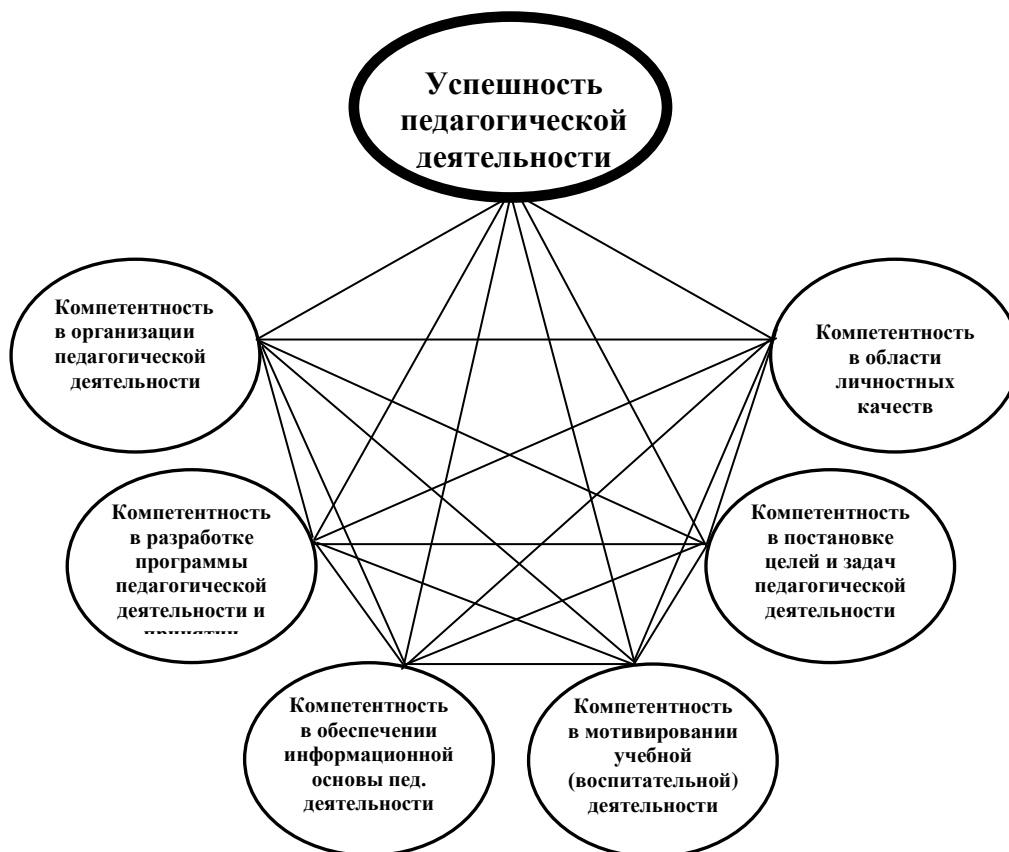 Успешность
педагогической
деятельности
Компетентность
в организации
педагогической
деятельности
Компетентность
в области
личностных
качеств
Компетентность
в разработке
программы
педагогической
деятельности и
Компетентность
в постановке
целей и задач
педагогической
деятельности
Компетентность
в обеспечении
информационной
основы пед.
деятельности
Компетентность
в мотивировании
учебной
(воспитательной)
деятельности